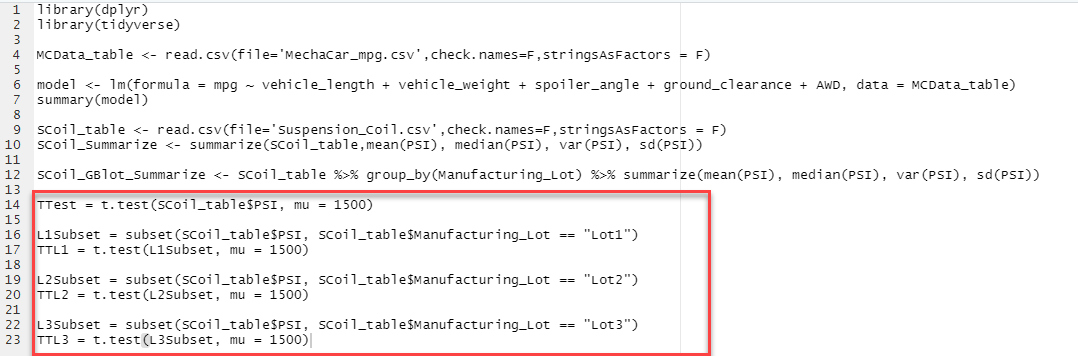 1 library(dplyr)
2 library(tidyverse)
3
4 MCData_table <- read.csv(file='MechaCar_mpg.csv',check.names=F,stringsAsFactors = F)
5
6 model <- lm(formula = mpg ~ vehicle_length + vehicle_weight + spoiler_angle + ground_clearance + AWD, data = MCData_table)
7 summary(model)
8
9 SCoil_table <- read.csv(file='Suspension_Coil.csv',check.names=F,stringsAsFactors = F)
10 SCoil_Summarize <- summarize(SCoil_table,mean(PSI), median(PSI), var(PSI), sd(PSI))
11
12 SCoil_GBlot_Summarize <- SCoil_table %>% group_by(Manufacturing_Lot) %>% summarize(mean(PSI), median(PSI), var(PSI), sd(PSI))
13
14 TTest = t.test(SCoil_table$PSI, mu = 1500)
15
16 L1Subset = subset(SCoil_table$PSI, SCoil_table$Manufacturing_Lot == "Lot1")
17 TTL1 = t.test(L1Subset, mu = 1500)
18
19 L2Subset = subset(SCoil_table$PSI, SCoil_table$Manufacturing_Lot == "Lot2")
20 TTL2 = t.test(L2Subset, mu = 1500)
21
22 L3Subset = subset(SCoil_table$PSI, SCoil_table$Manufacturing_Lot == "Lot3")
23 TTL3 = t.test(L3Subset, mu = 1500)